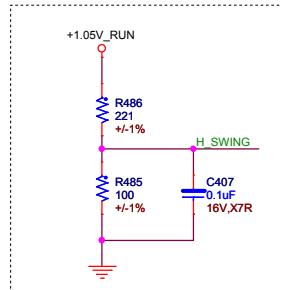 +1.05V_RUN
R486
221
+/-1%
H_SWING
R485
100
+/-1%
C407
0.1uF
16V,X7R